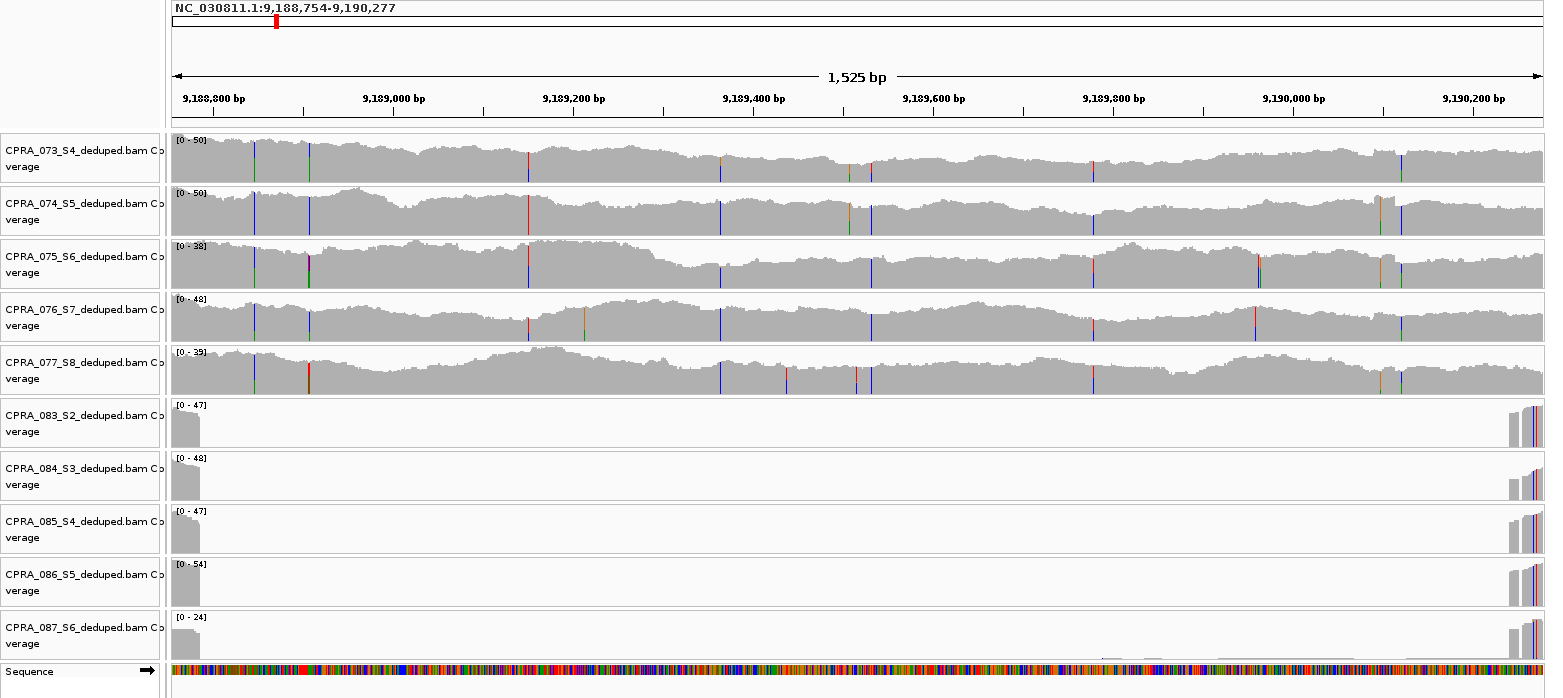 NC_030811.1:9,188,754-9,190,277
1,525 bp
9,188,800 bp 9,189,000 bp 9,189,200 bp 9,189,400 bp 9,189,600 bp 9,189,800 bp 9,190,000 bp 9,190,200 bp
CPRA_073_S4_deduped.bam Co
verage
[0 - 50]
CPRA_074_S5_deduped.bam Co
verage
[0 - 50]
CPRA_075_S6_deduped.bam Co
verage
[0 - 38]
CPRA_076_S7_deduped.bam Co
verage
[0 - 48]
CPRA_077_S8_deduped.bam Co
verage
[0 - 39]
CPRA_083_S2_deduped.bam Co
verage
[0 - 47]
CPRA_084_S3_deduped.bam Co
verage
[0 - 48]
CPRA_085_S4_deduped.bam Co
verage
[0 - 47]
CPRA_086_S5_deduped.bam Co
verage
[0 - 54]
CPRA_087_S6_deduped.bam Co
verage
[0 - 24]
Sequence